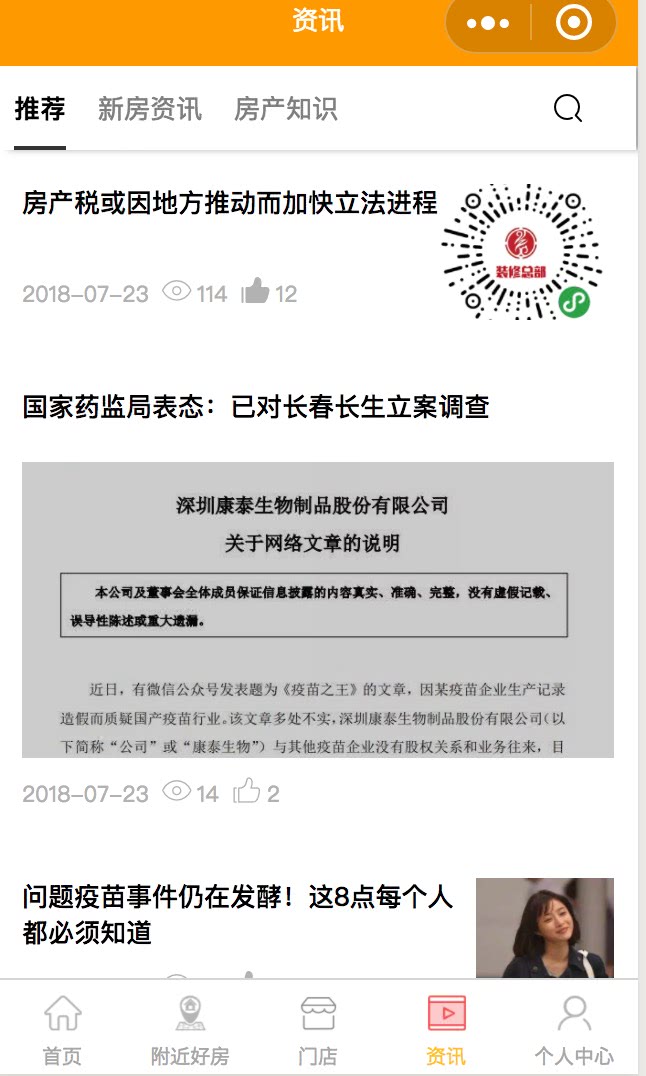 资讯
推荐 新房资讯 房产知识
房产税或因地方推动而加快立法进程
装修总部
2018-07-23 114 12
国家药监局表态：已对长春长生立案调查
深圳康泰生物制品股份有限公司
关于网络文章的说明
本公司及董事会全体成员保证信息披露的内容真实、准确、完整，没有虚假记载、
误导性陈述或重大遗漏。
近日，有微信公众号发表题为《疫苗之王》的文章，因某疫苗企业生产记录
造假而质疑国产疫苗行业。该文章多处不实，深圳康泰生物制品股份有限公司（以
下简称“公司”或“康泰生物”）与其他疫苗企业没有股权关系和业务往来，目
2018-07-23 14 2
问题疫苗事件仍在发酵！这8点每个人
都必须知道
首页 附近好房 门店 资讯 个人中心